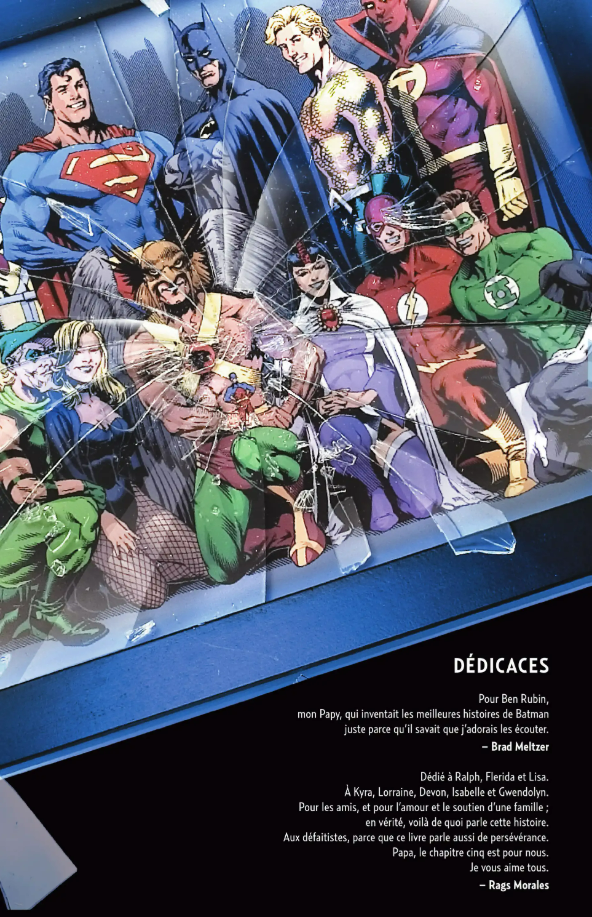 DÉDICACES
Pour Ben Rubin,
mon Papy, qui inventait les meilleures histoires de Batman
juste parce qu'il savait que j'adorais les écouter.
– Brad Meltzer
Dédié à Ralph, Flerida et Lisa.
À Kyra, Lorraine, Devon, Isabelle et Gwendolyn.
Pour les amis, et pour l'amour et le soutien d'une famille ;
en vérité, voilà de quoi parle cette histoire.
Aux défaitistes, parce que ce livre parle aussi de persévérance.
Papa, le chapitre cinq est pour nous.
Je vous aime tous.
– Rags Morales